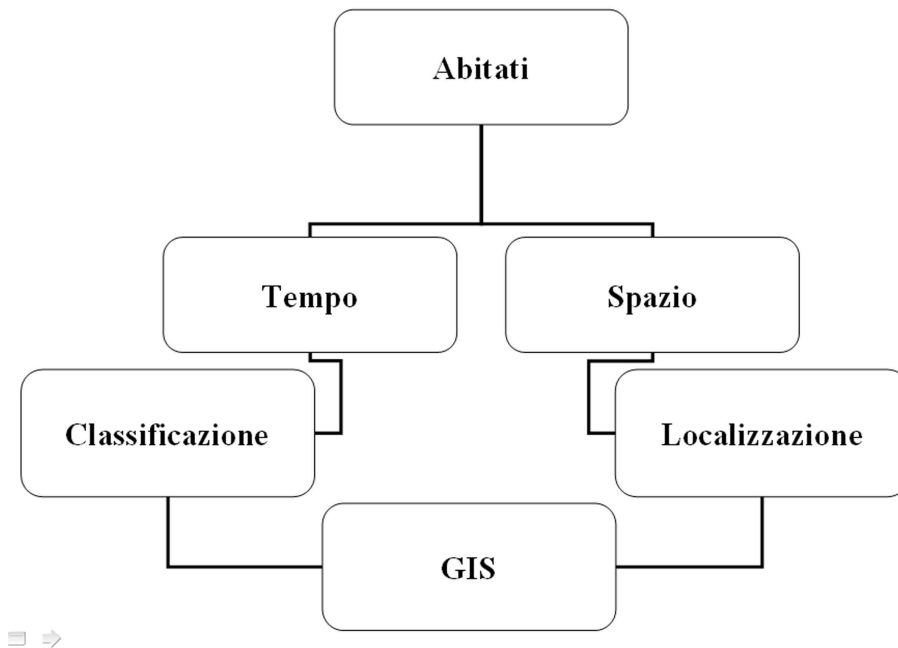 Abitati
Tempo
Spazio
Classificazione
Localizzazione
GIS